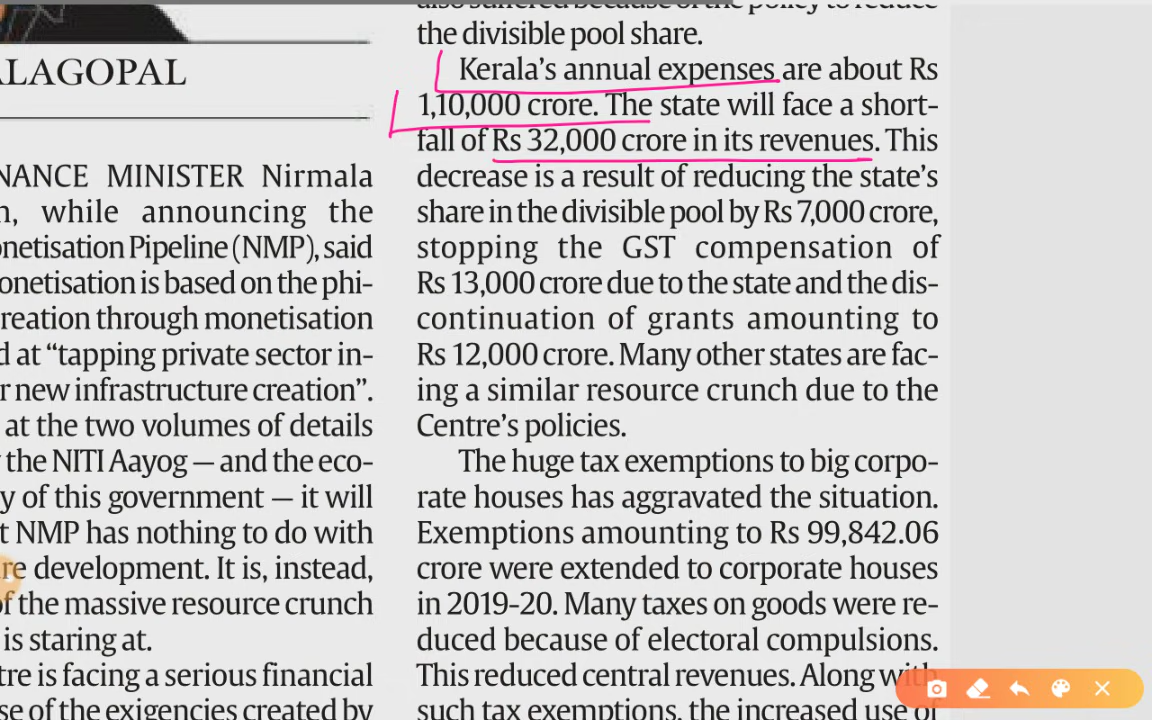 ALAGOPAL
NANCE MINISTER Nirmala
n, while announcing the
onetisation Pipeline (NMP), said
onetisation is based on the phi-
reation through monetisation
d at “tapping private sector in-
r new infrastructure creation”.
at the two volumes of details
the NITI Aayog — and the eco-
y of this government — it will
t NMP has nothing to do with
re development. It is, instead,
of the massive resource crunch
is staring at.
tre is facing a serious financial
se of the exigencies created by
also suffered because of the policy to reduce
the divisible pool share.
Kerala’s annual expenses are about Rs
1,10,000 crore. The state will face a short-
fall of Rs 32,000 crore in its revenues. This
decrease is a result of reducing the state’s
share in the divisible pool by Rs 7,000 crore,
stopping the GST compensation of
Rs 13,000 crore due to the state and the dis-
continuation of grants amounting to
Rs 12,000 crore. Many other states are fac-
ing a similar resource crunch due to the
Centre’s policies.
The huge tax exemptions to big corpo-
rate houses has aggravated the situation.
Exemptions amounting to Rs 99,842.06
crore were extended to corporate houses
in 2019-20. Many taxes on goods were re-
duced because of electoral compulsions.
This reduced central revenues. Along with
such tax exemptions, the increased use of